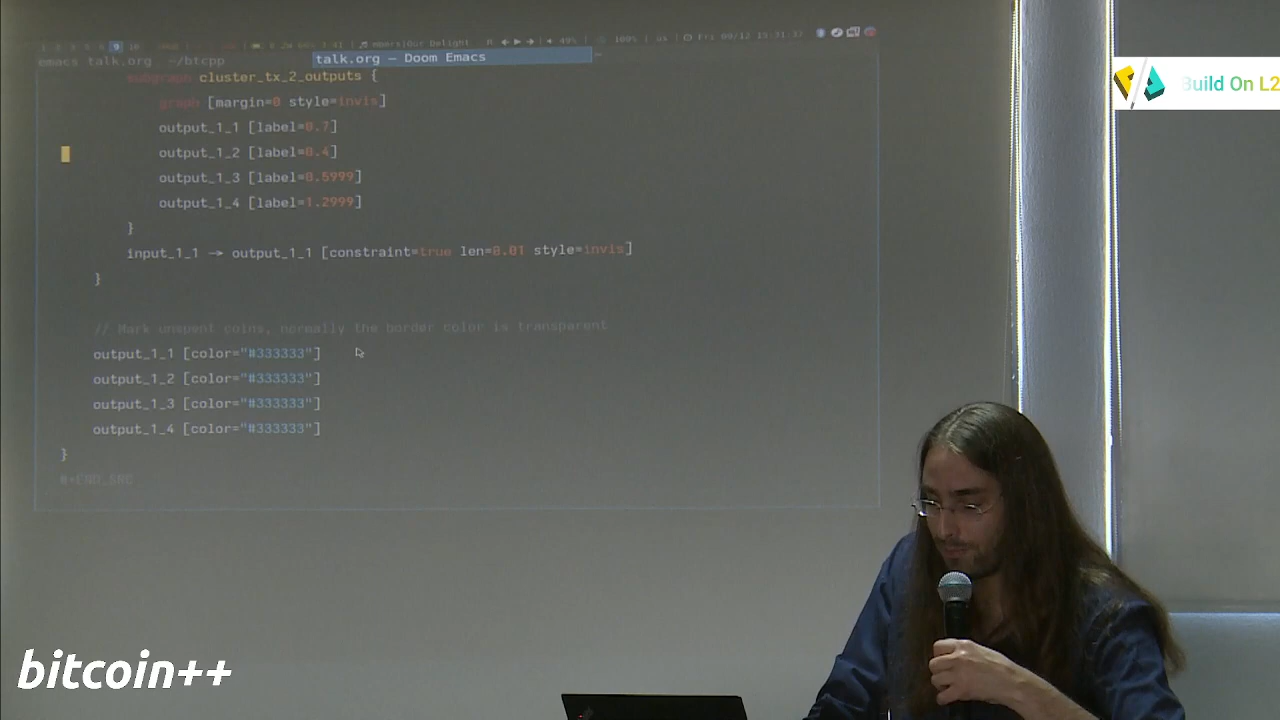 emacs talk.org ~/btcpp
talk.org — Doom Emacs
subgraph cluster_tx_2_outputs {
graph [margin=0 style=invis]
output_1_1 [label=0.7]
output_1_2 [label=0.4]
output_1_3 [label=0.5999]
output_1_4 [label=1.2999]
}
input_1_1 -> output_1_1 [constraint=true len=0.01 style=invis]
}
// Mark unspent coins, normally the border color is transparent
output_1_1 [color="#333333"]
output_1_2 [color="#333333"]
output_1_3 [color="#333333"]
output_1_4 [color="#333333"]
}
#+END_SRC
Build On L2
bitcoin++